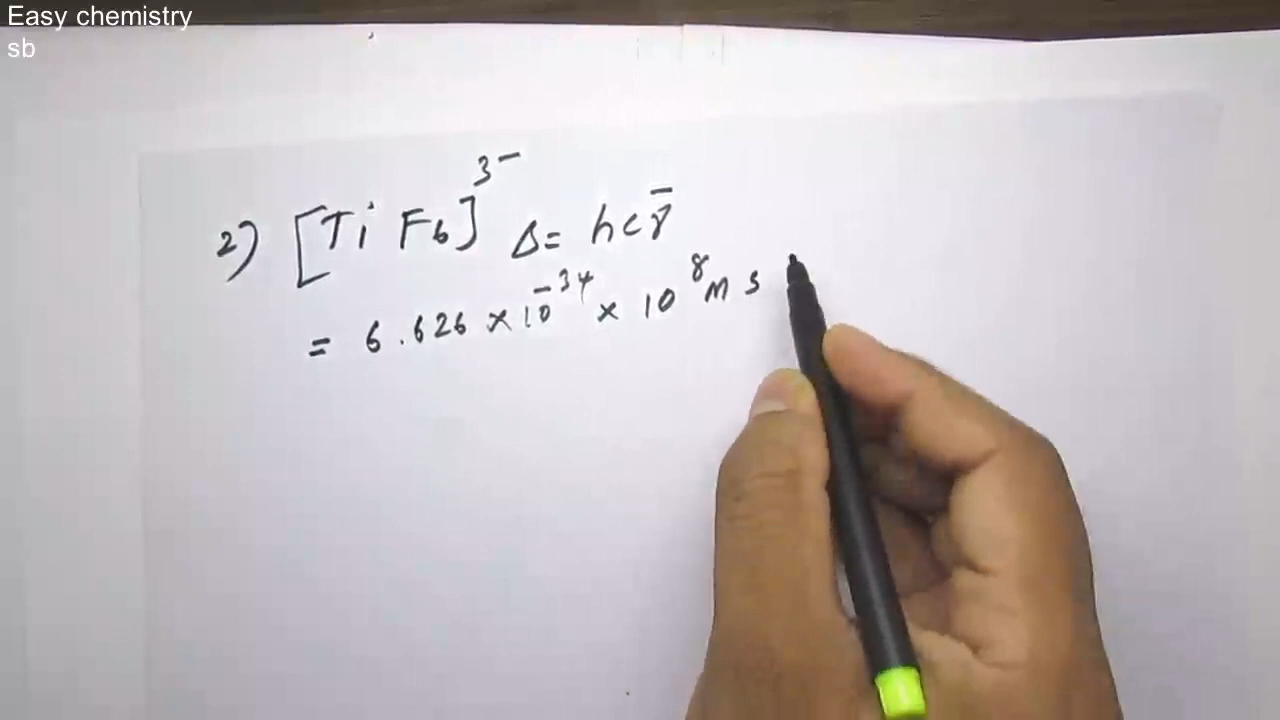 Easy chemistry
sb
2) [Ti F6]³⁻ Δ= hcν̄
= 6.626 × 10⁻³⁴ × 10⁸ m s